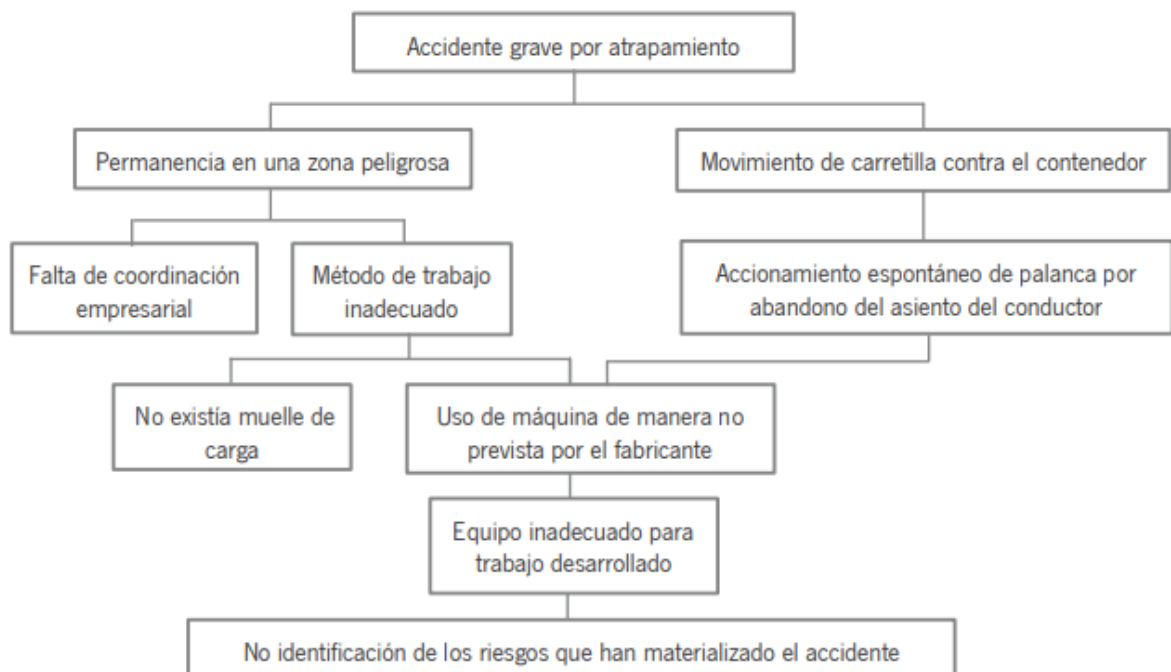 Accidente grave por atrapamiento
Permanencia en una zona peligrosa
Movimiento de carretilla contra el contenedor
Falta de coordinación
empresarial
Método de trabajo
inadecuado
Accionamiento espontáneo de palanca por
abandono del asiento del conductor
No existía muelle de
carga
Uso de máquina de manera no
prevista por el fabricante
Equipo inadecuado para
trabajo desarrollado
No identificación de los riesgos que han materializado el accidente